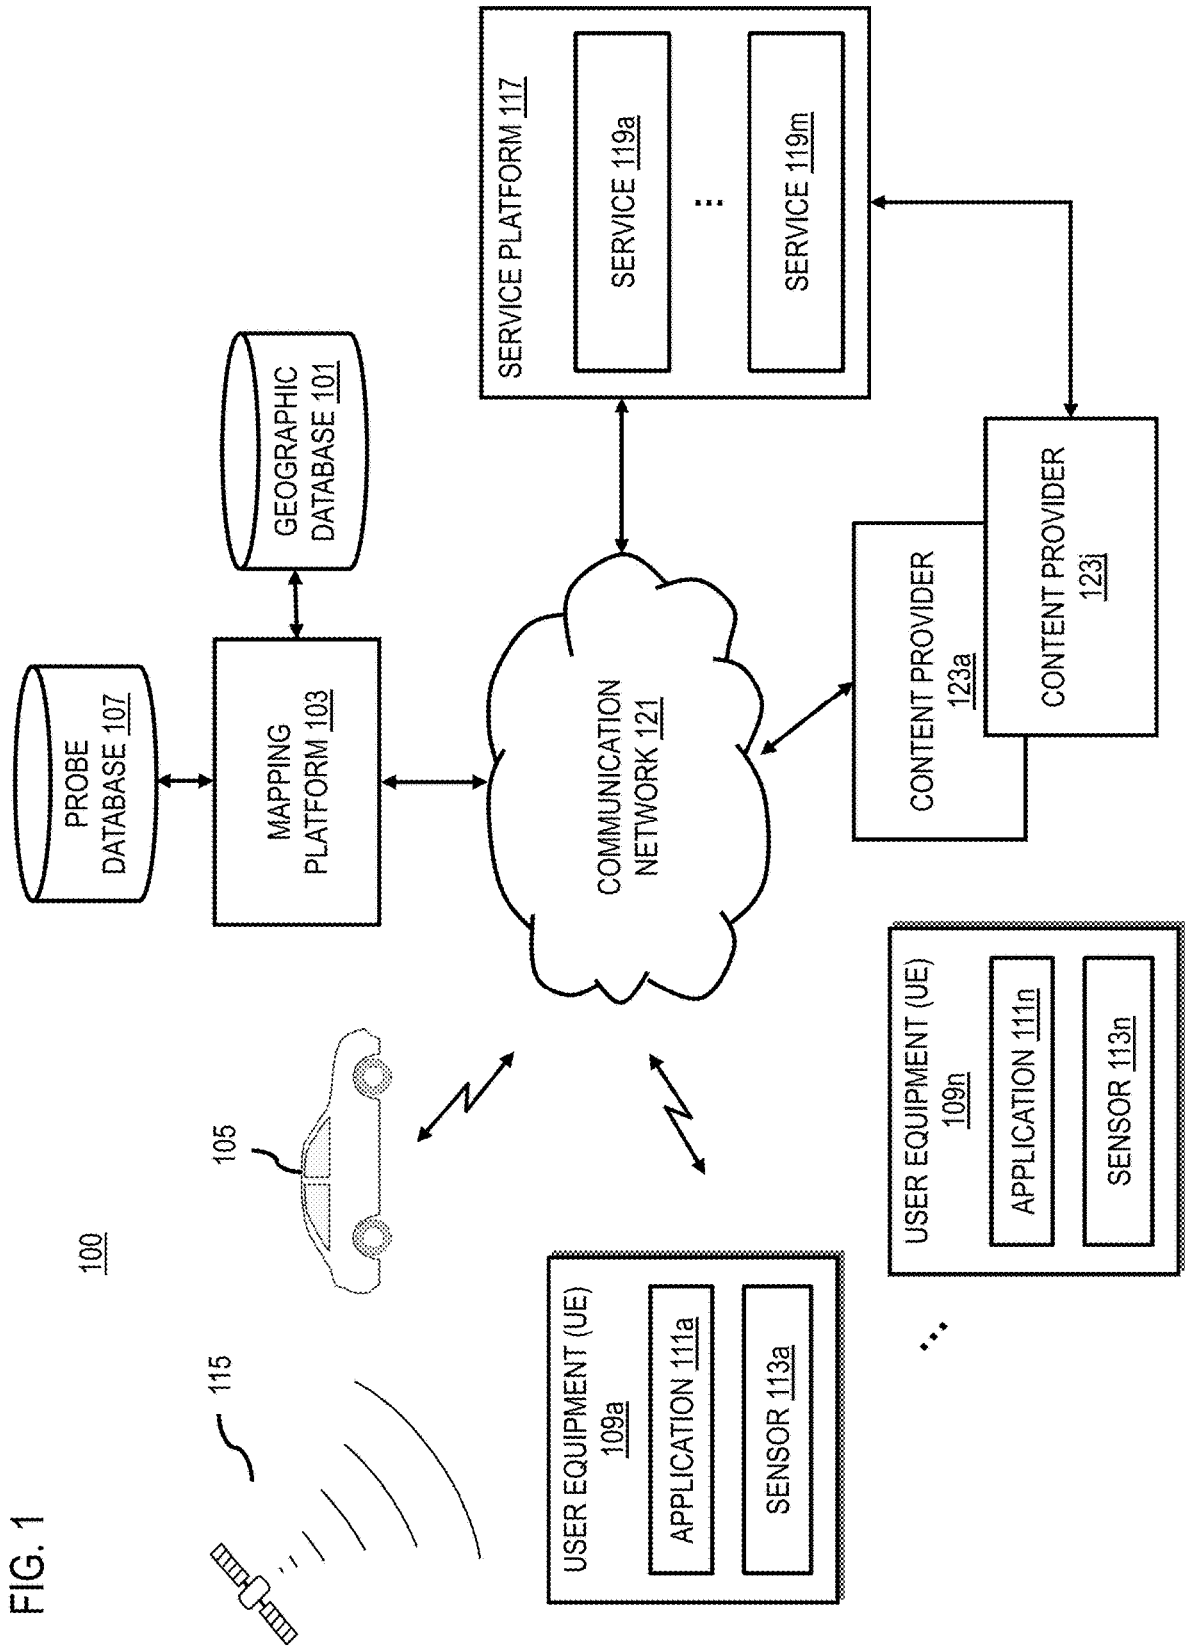 FIG. 1
100
115
105
PROBE
DATABASE 107
GEOGRAPHIC
DATABASE 101
MAPPING
PLATFORM 103
COMMUNICATION
NETWORK 121
SERVICE PLATFORM 117
SERVICE 119a
...
SERVICE 119m
USER EQUIPMENT (UE)
109a
APPLICATION 111a
SENSOR 113a
...
USER EQUIPMENT (UE)
109n
APPLICATION 111n
SENSOR 113n
CONTENT PROVIDER
123a
CONTENT PROVIDER
123j